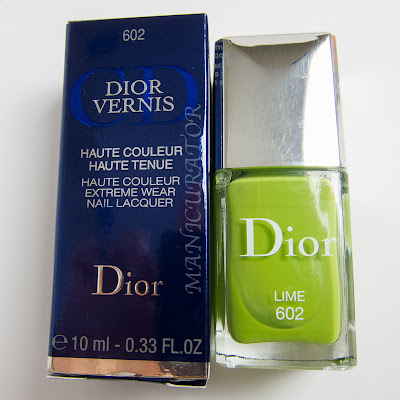 602
CD
DIOR
VERNIS
HAUTE COULEUR
HAUTE TENUE
HAUTE COULEUR
EXTREME WEAR
NAIL LACQUER
Dior
℮ 10 ml - 0.33 FL.OZ
MANICURATOR
Dior
LIME
602